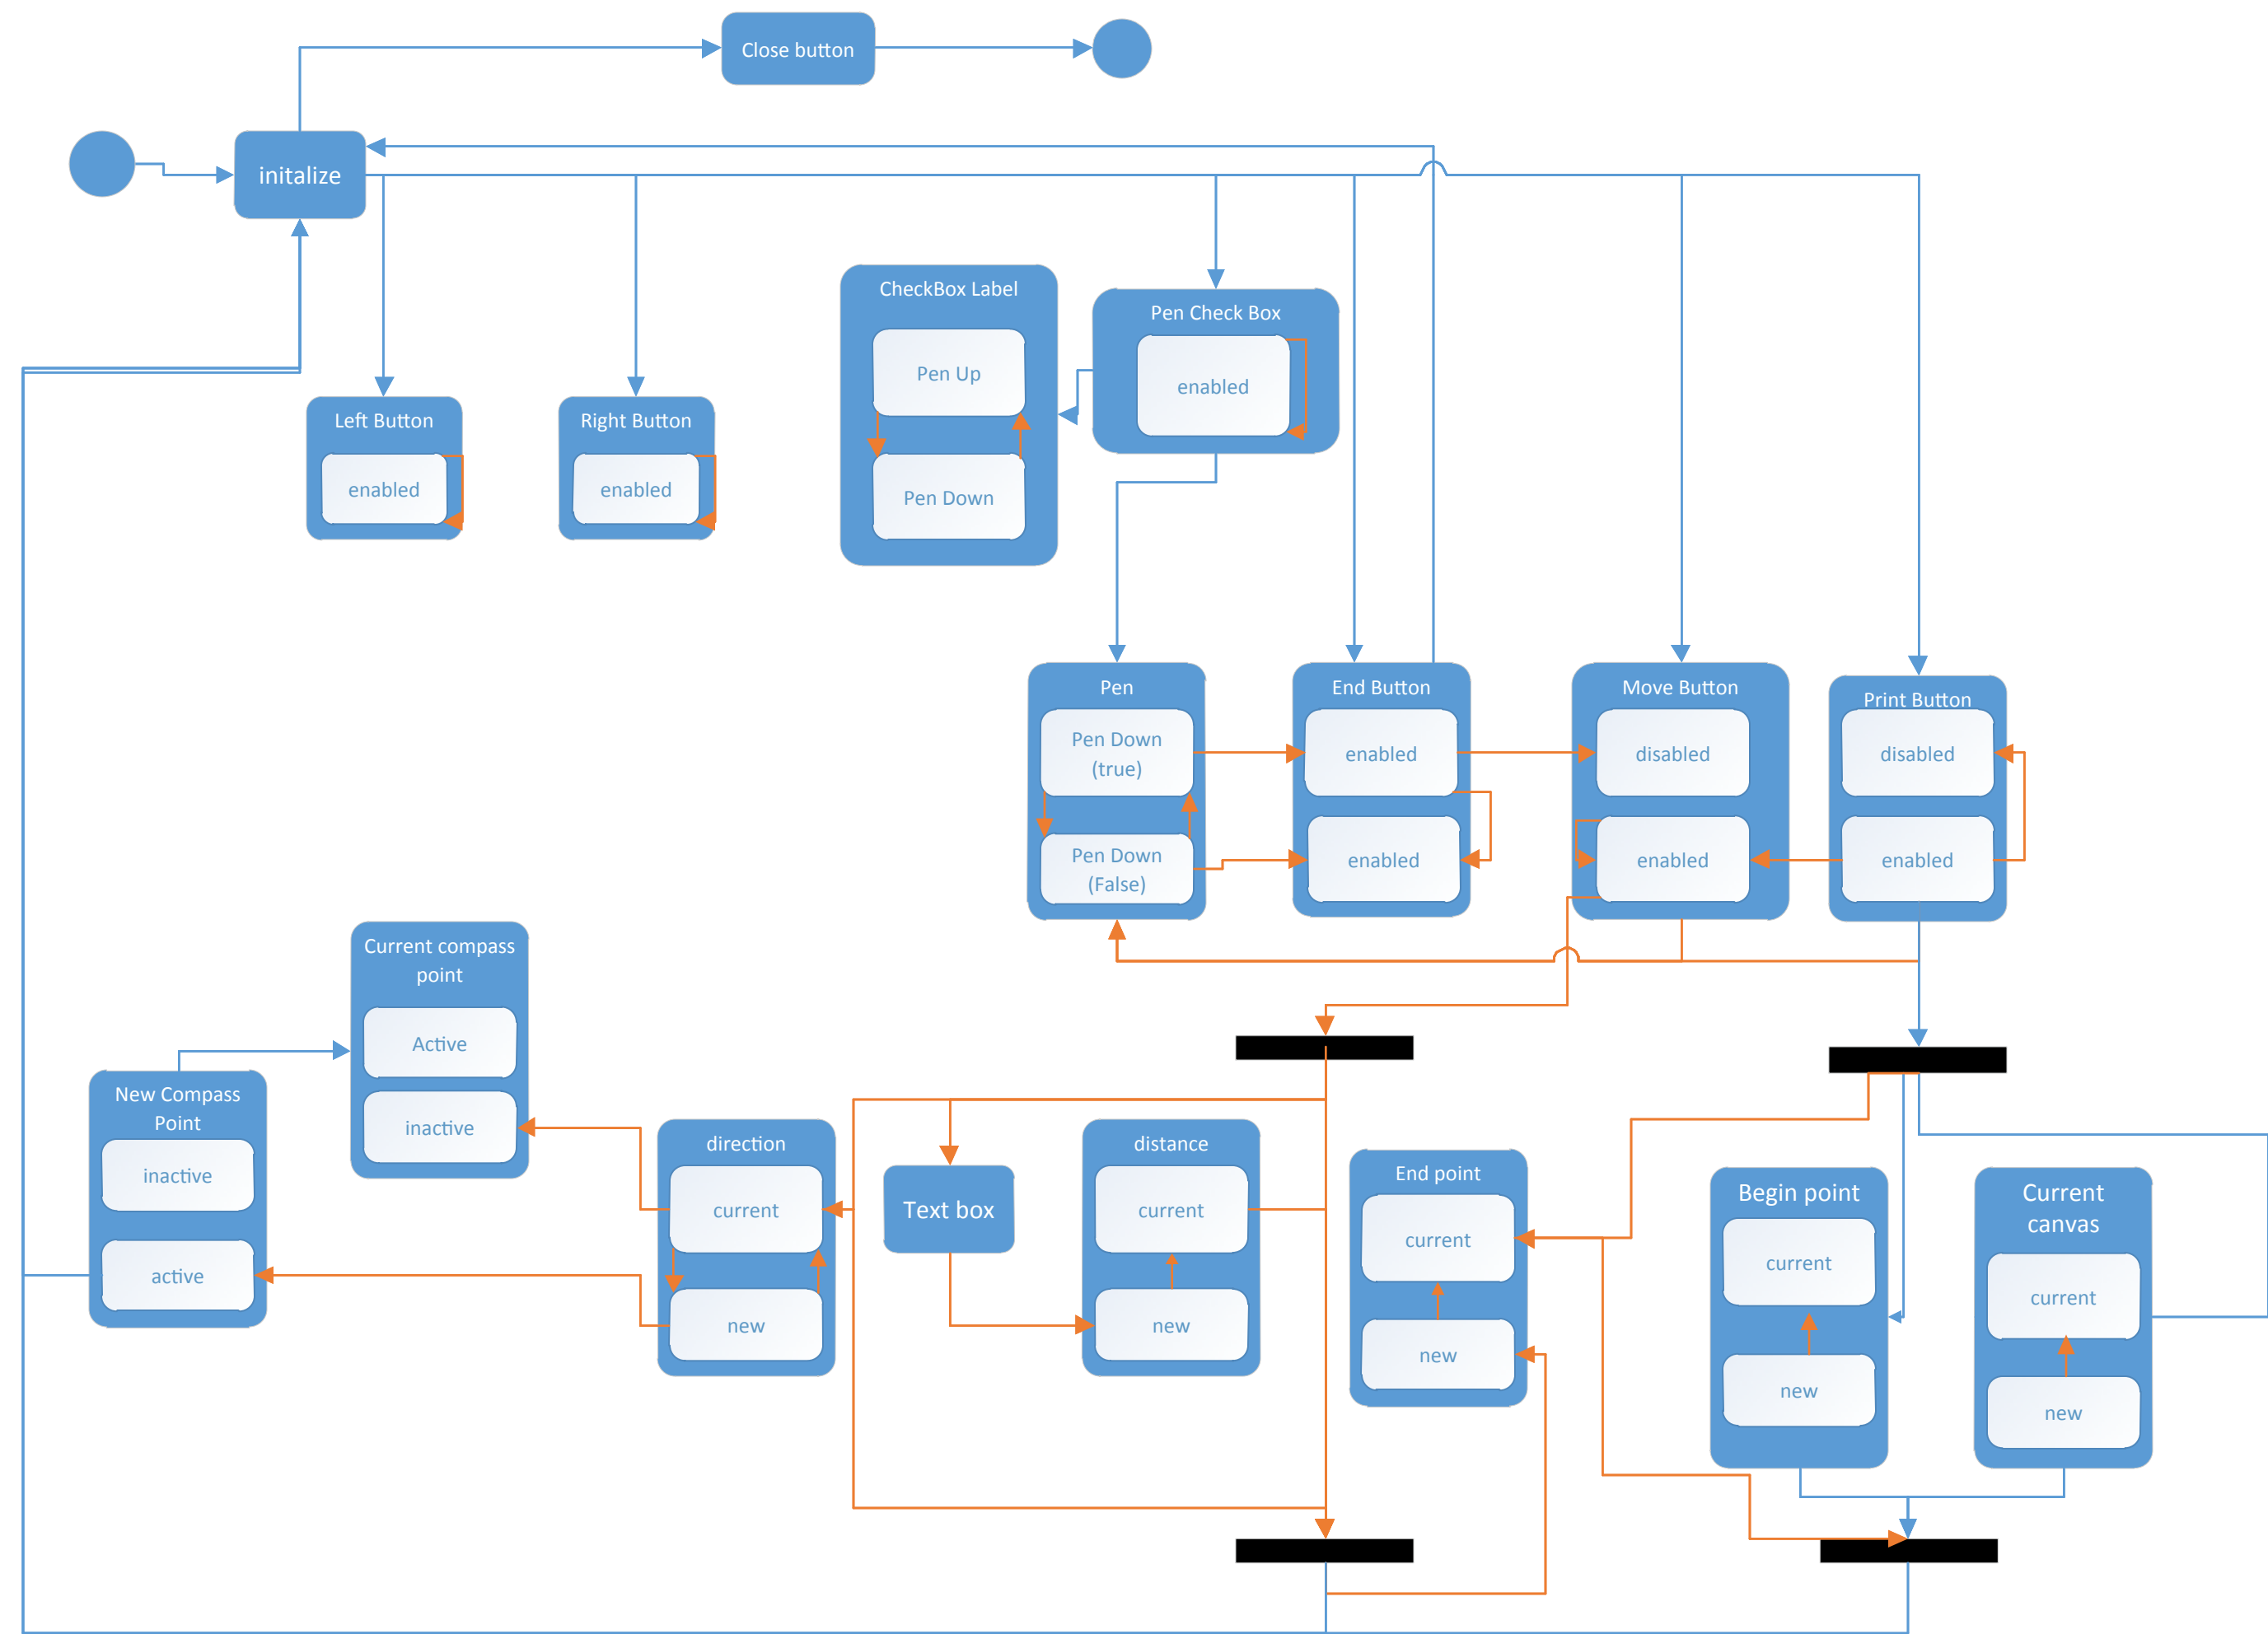 Close button
initalize
CheckBox Label
Pen Up
Pen Down
Pen Check Box
enabled
Left Button
enabled
Right Button
enabled
Pen
Pen Down
(true)
Pen Down
(False)
End Button
enabled
enabled
Move Button
disabled
enabled
Print Button
disabled
enabled
Current compass
point
Active
inactive
New Compass
Point
inactive
active
direction
current
new
Text box
distance
current
new
End point
current
new
Begin point
current
new
Current
canvas
current
new